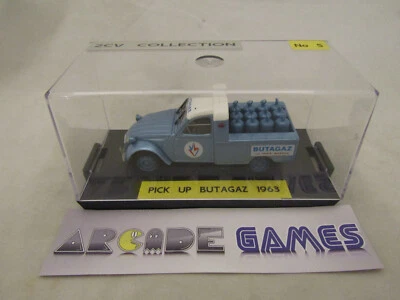 2CV COLLECTION No 5
BUTAGAZ
PICK UP BUTAGAZ 1963
ARCADE GAMES